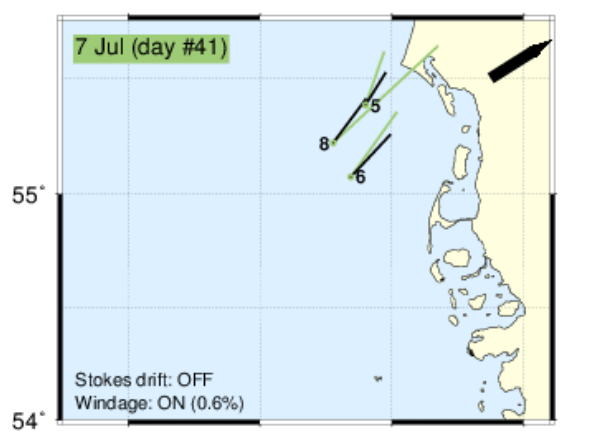 7 Jul (day #41)
5
8
6
55°
Stokes drift: OFF
Windage: ON (0.6%)
54°